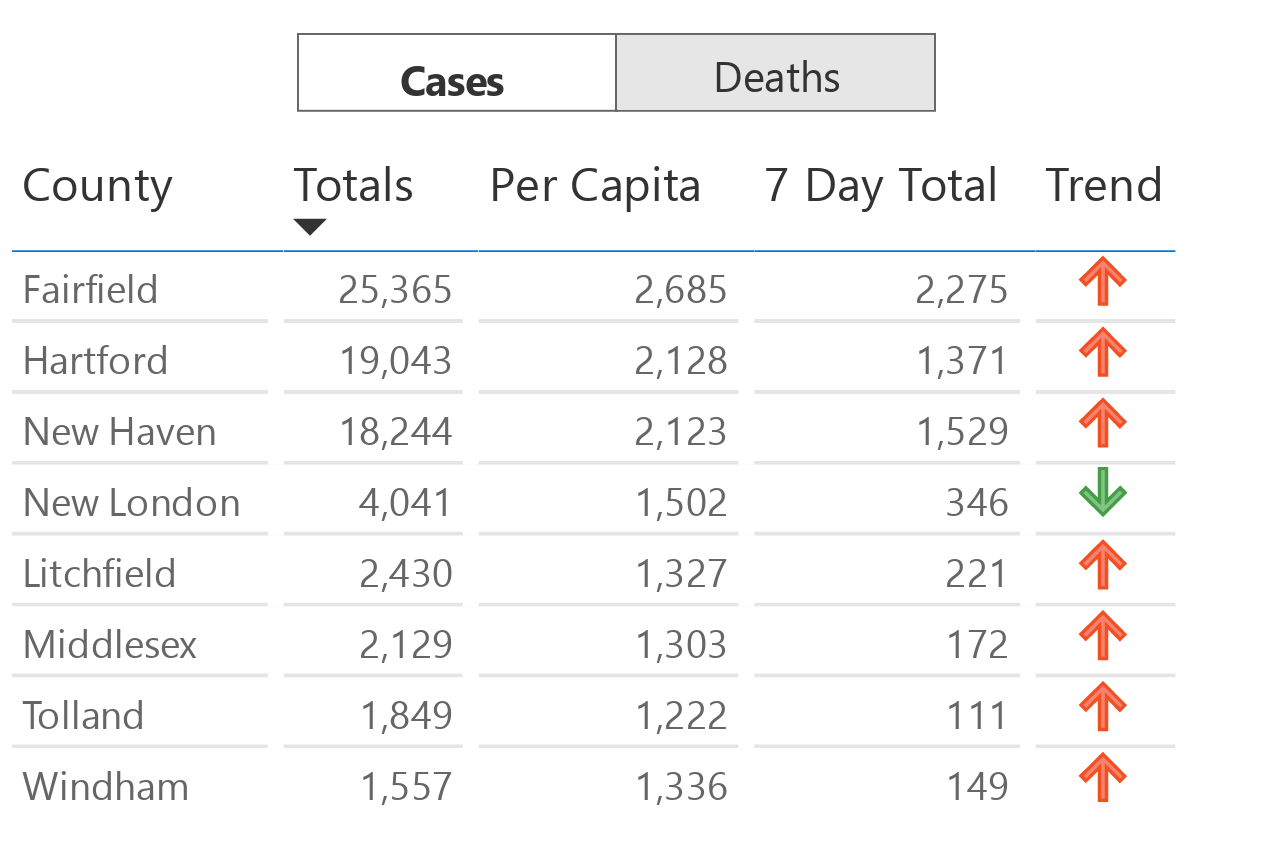 Cases Deaths
County Totals Per Capita 7 Day Total Trend
Fairfield 25,365 2,685 2,275
Hartford 19,043 2,128 1,371
New Haven 18,244 2,123 1,529
New London 4,041 1,502 346
Litchfield 2,430 1,327 221
Middlesex 2,129 1,303 172
Tolland 1,849 1,222 111
Windham 1,557 1,336 149